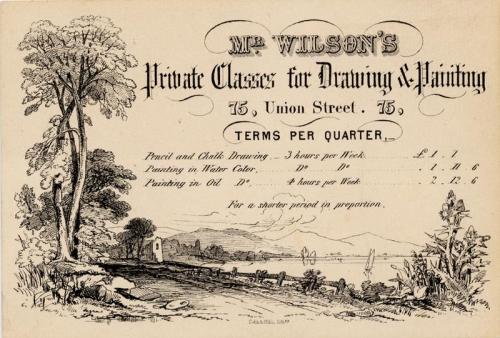 Mr. WILSON'S
Private Classes for Drawing & Painting
75, Union Street. 75,
TERMS PER QUARTER,
Pencil and Chalk Drawing 3 hours per Week £ 1 . 1 .
Painting in Water Color, Do. Do. 1 . 11 . 6
Painting in Oil Do. 4 hours per Week 2 . 12 . 6
For a shorter period in proportion.